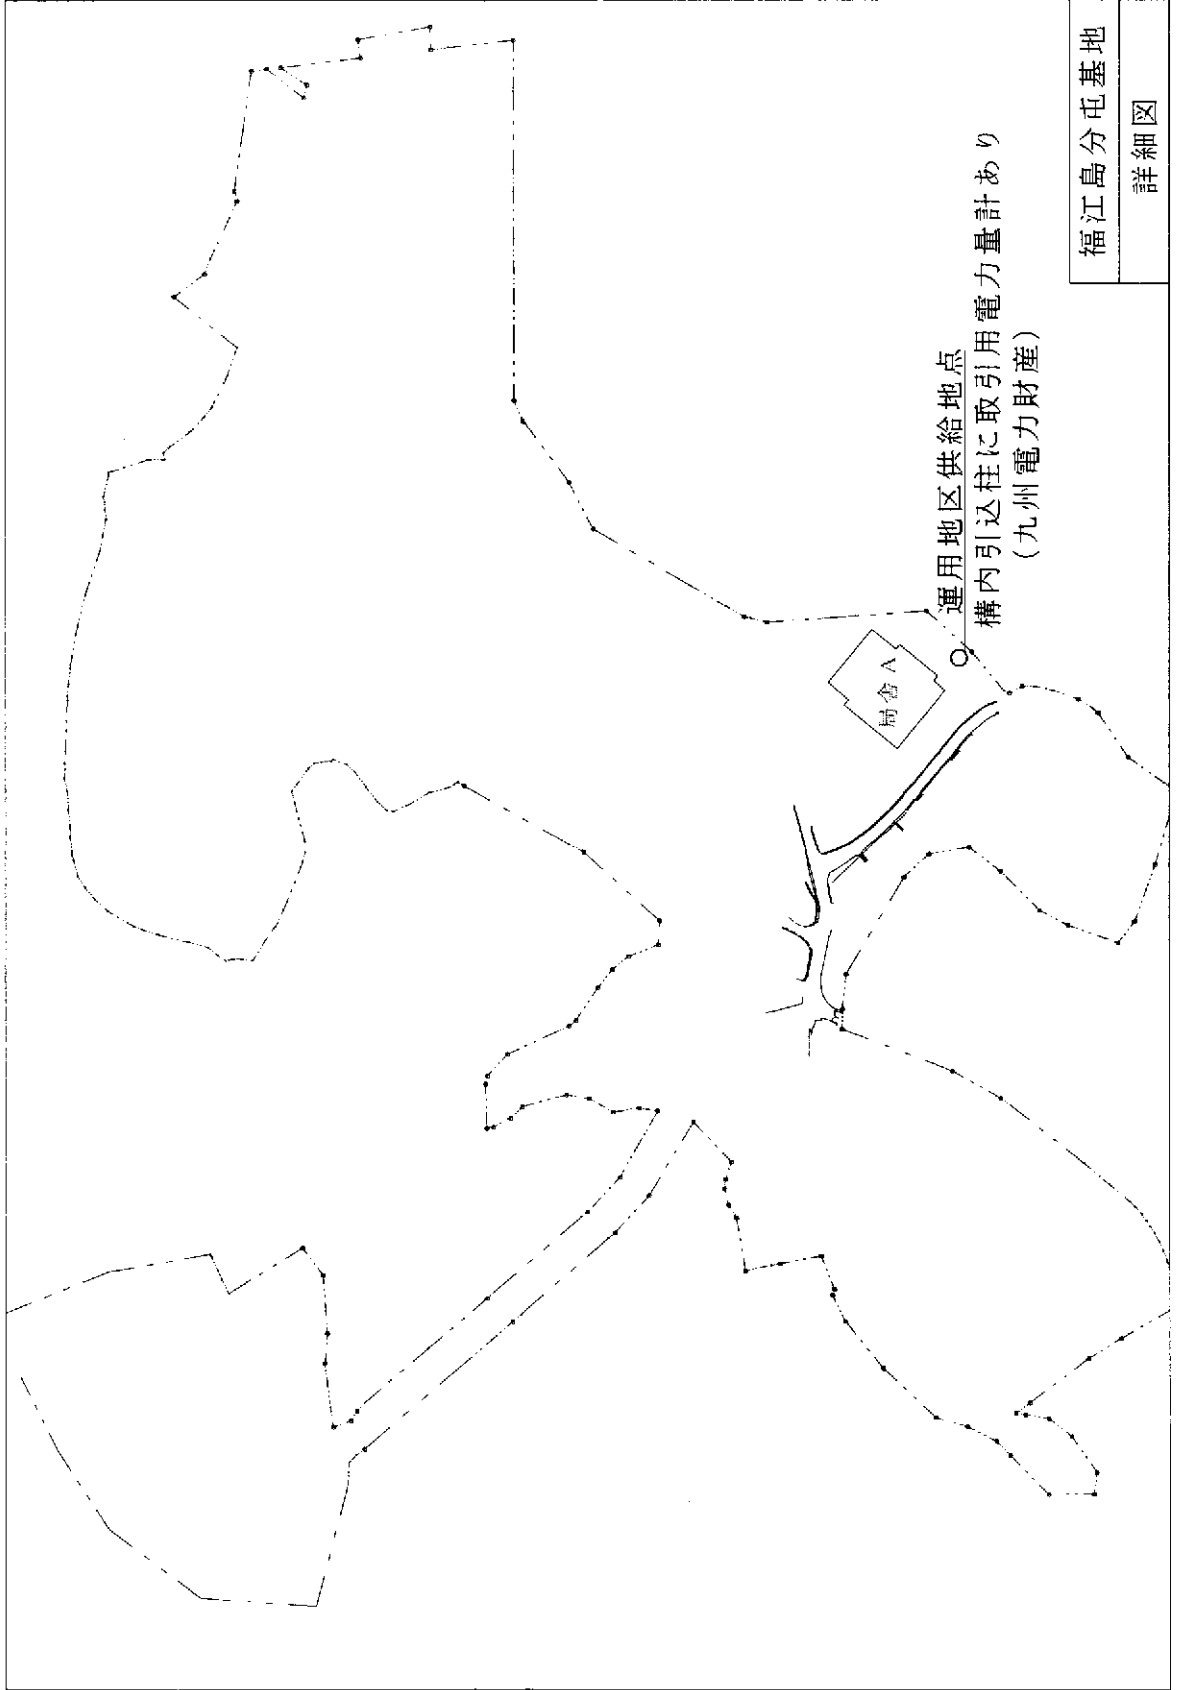 運用地区供給地点
構内引込柱に取引用電力量計あり
(九州電力財産)
局舎A
福江島分屯基地
詳細図